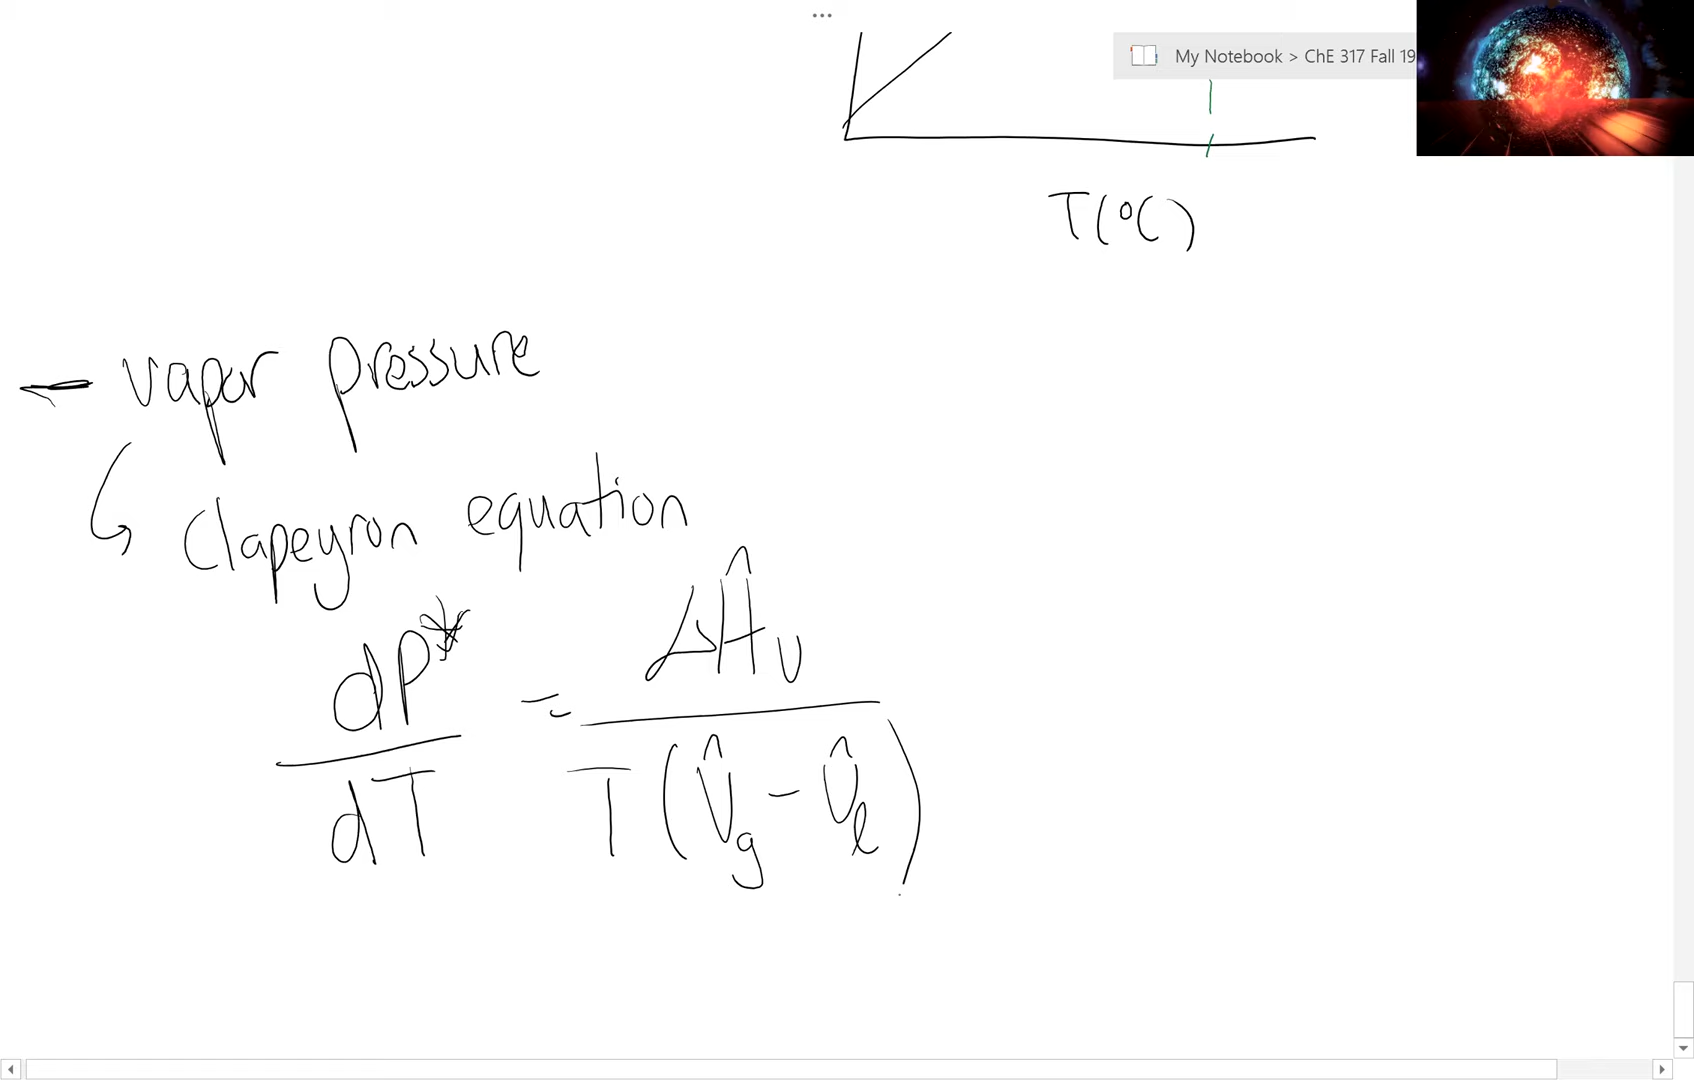 My Notebook > ChE 317 Fall 19
T(°C)
vapor pressure
Clapeyron equation
dP*
dT
=
ΔĤv
T(V̂g - V̂l)